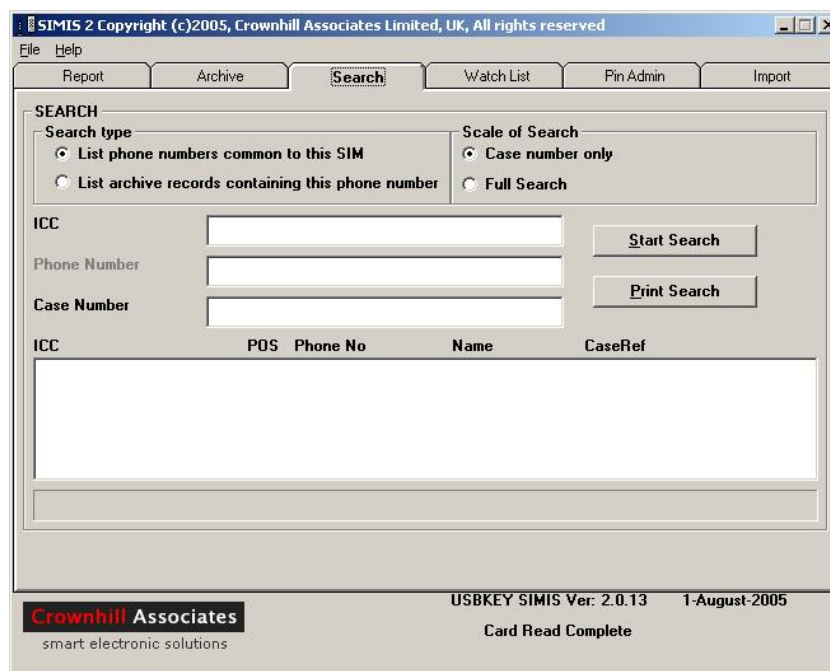 SIMIS 2 Copyright (c)2005, Crownhill Associates Limited, UK, All rights reserved
File Help
Report Archive Search Watch List Pin Admin Import
SEARCH
Search type
List phone numbers common to this SIM
List archive records containing this phone number
Scale of Search
Case number only
Full Search
ICC
Start Search
Phone Number
Print Search
Case Number
ICC POS Phone No Name CaseRef
USBKEY SIMIS Ver: 2.0.13 1-August-2005
Crownhill Associates
Card Read Complete
smart electronic solutions